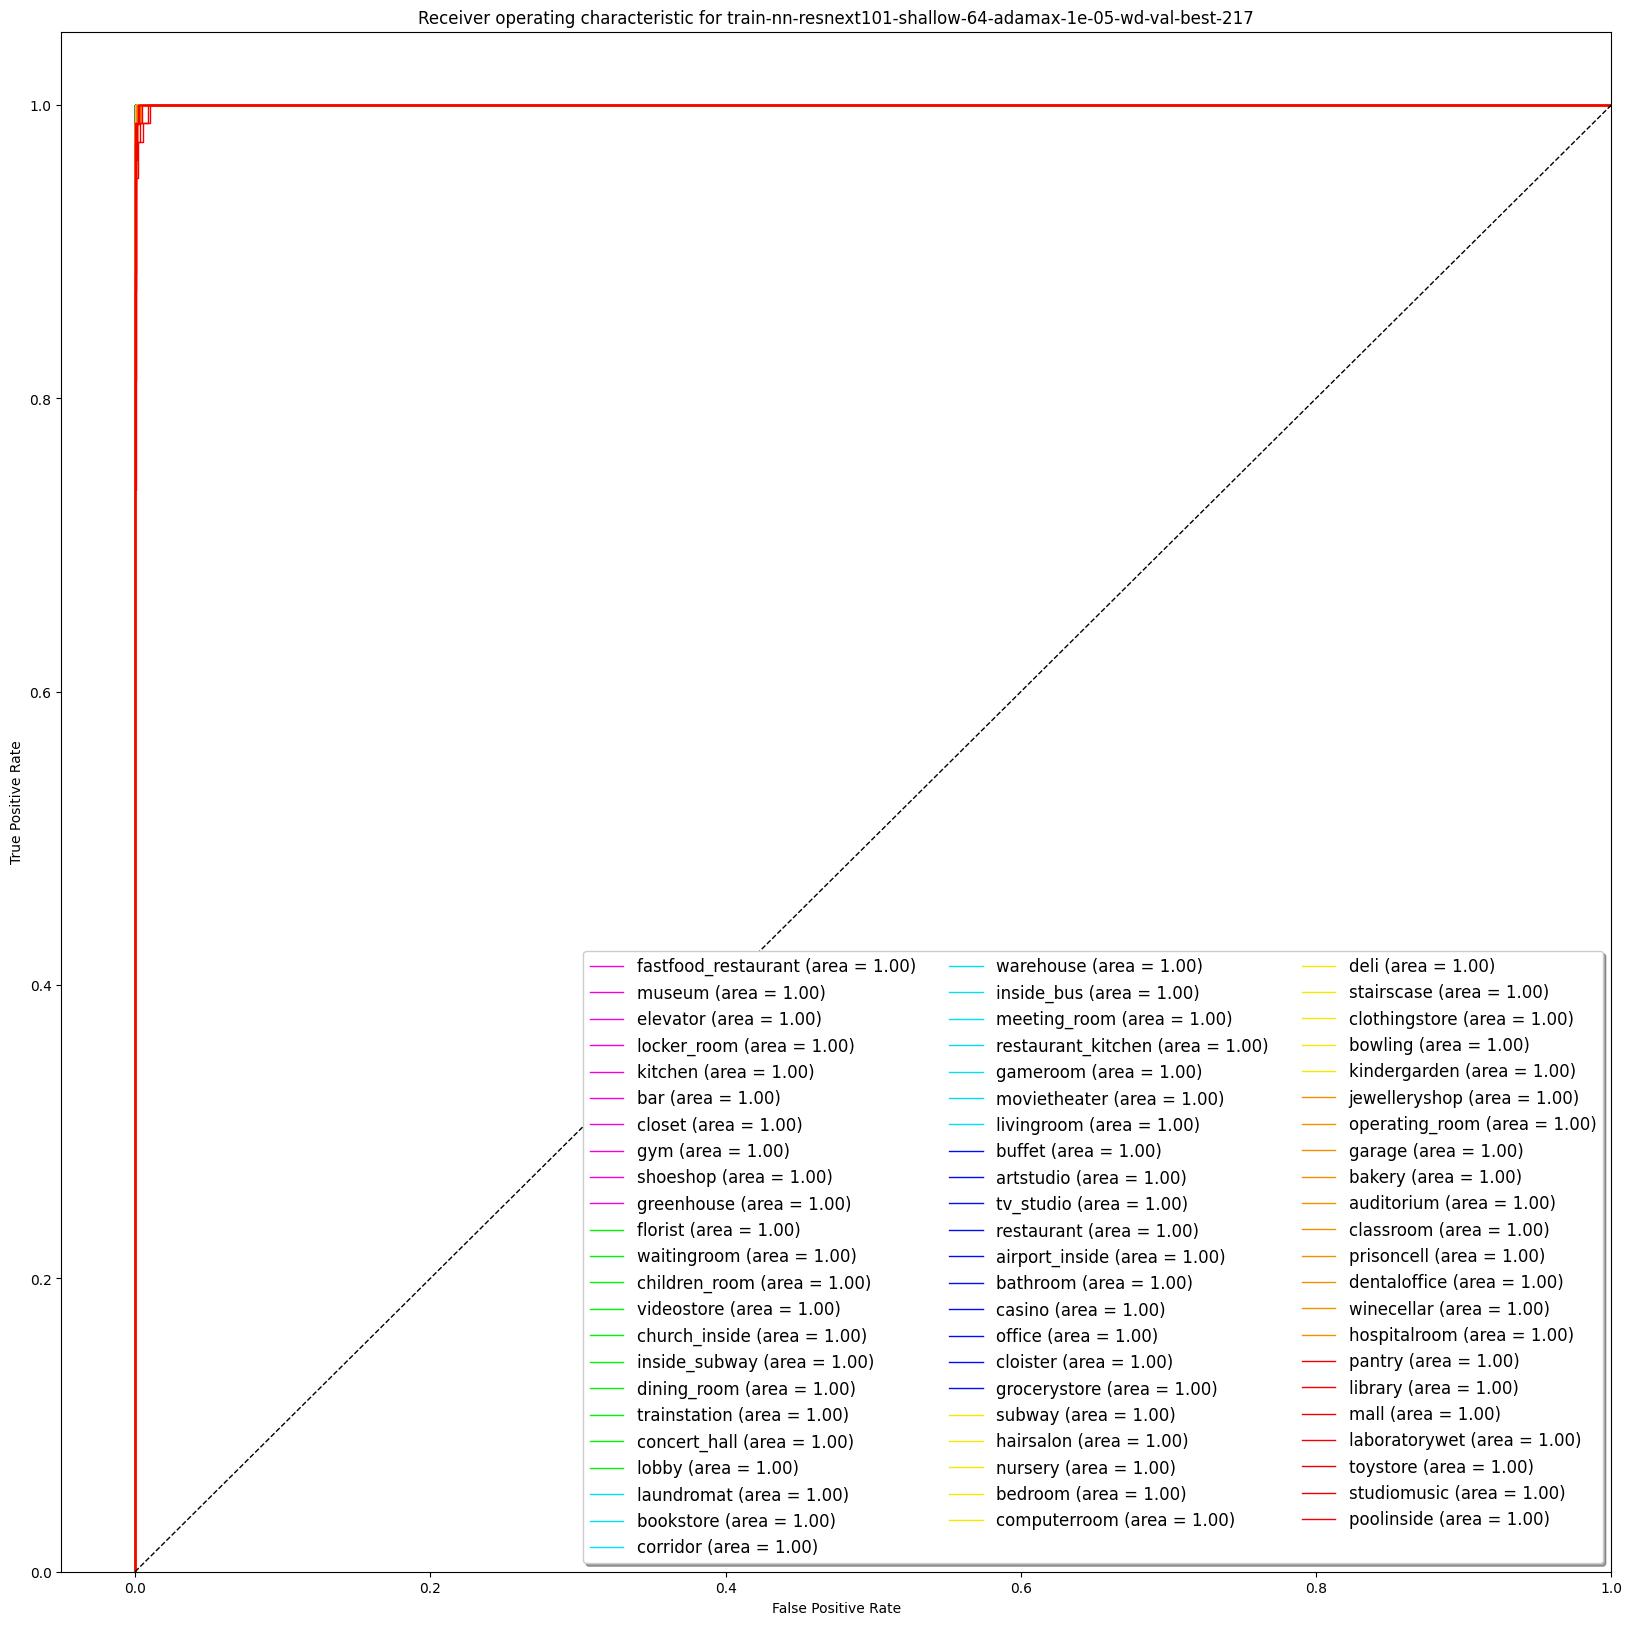 Receiver operating characteristic for train-nn-resnext101-shallow-64-adamax-1e-05-wd-val-best-217
1.0
0.8
0.6
0.4
0.2
0.0
True Positive Rate
fastfood_restaurant (area = 1.00)
museum (area = 1.00)
elevator (area = 1.00)
locker_room (area = 1.00)
kitchen (area = 1.00)
bar (area = 1.00)
closet (area = 1.00)
gym (area = 1.00)
shoeshop (area = 1.00)
greenhouse (area = 1.00)
florist (area = 1.00)
waitingroom (area = 1.00)
children_room (area = 1.00)
videostore (area = 1.00)
church_inside (area = 1.00)
inside_subway (area = 1.00)
dining_room (area = 1.00)
trainstation (area = 1.00)
concert_hall (area = 1.00)
lobby (area = 1.00)
laundromat (area = 1.00)
bookstore (area = 1.00)
corridor (area = 1.00)
warehouse (area = 1.00)
inside_bus (area = 1.00)
meeting_room (area = 1.00)
restaurant_kitchen (area = 1.00)
gameroom (area = 1.00)
movietheater (area = 1.00)
livingroom (area = 1.00)
buffet (area = 1.00)
artstudio (area = 1.00)
tv_studio (area = 1.00)
restaurant (area = 1.00)
airport_inside (area = 1.00)
bathroom (area = 1.00)
casino (area = 1.00)
office (area = 1.00)
cloister (area = 1.00)
grocerystore (area = 1.00)
subway (area = 1.00)
hairsalon (area = 1.00)
nursery (area = 1.00)
bedroom (area = 1.00)
computerroom (area = 1.00)
deli (area = 1.00)
stairscase (area = 1.00)
clothingstore (area = 1.00)
bowling (area = 1.00)
kindergarden (area = 1.00)
jewelleryshop (area = 1.00)
operating_room (area = 1.00)
garage (area = 1.00)
bakery (area = 1.00)
auditorium (area = 1.00)
classroom (area = 1.00)
prisoncell (area = 1.00)
dentaloffice (area = 1.00)
winecellar (area = 1.00)
hospitalroom (area = 1.00)
pantry (area = 1.00)
library (area = 1.00)
mall (area = 1.00)
laboratorywet (area = 1.00)
toystore (area = 1.00)
studiomusic (area = 1.00)
poolinside (area = 1.00)
0.0 0.2 0.4 0.6 0.8 1.0
False Positive Rate